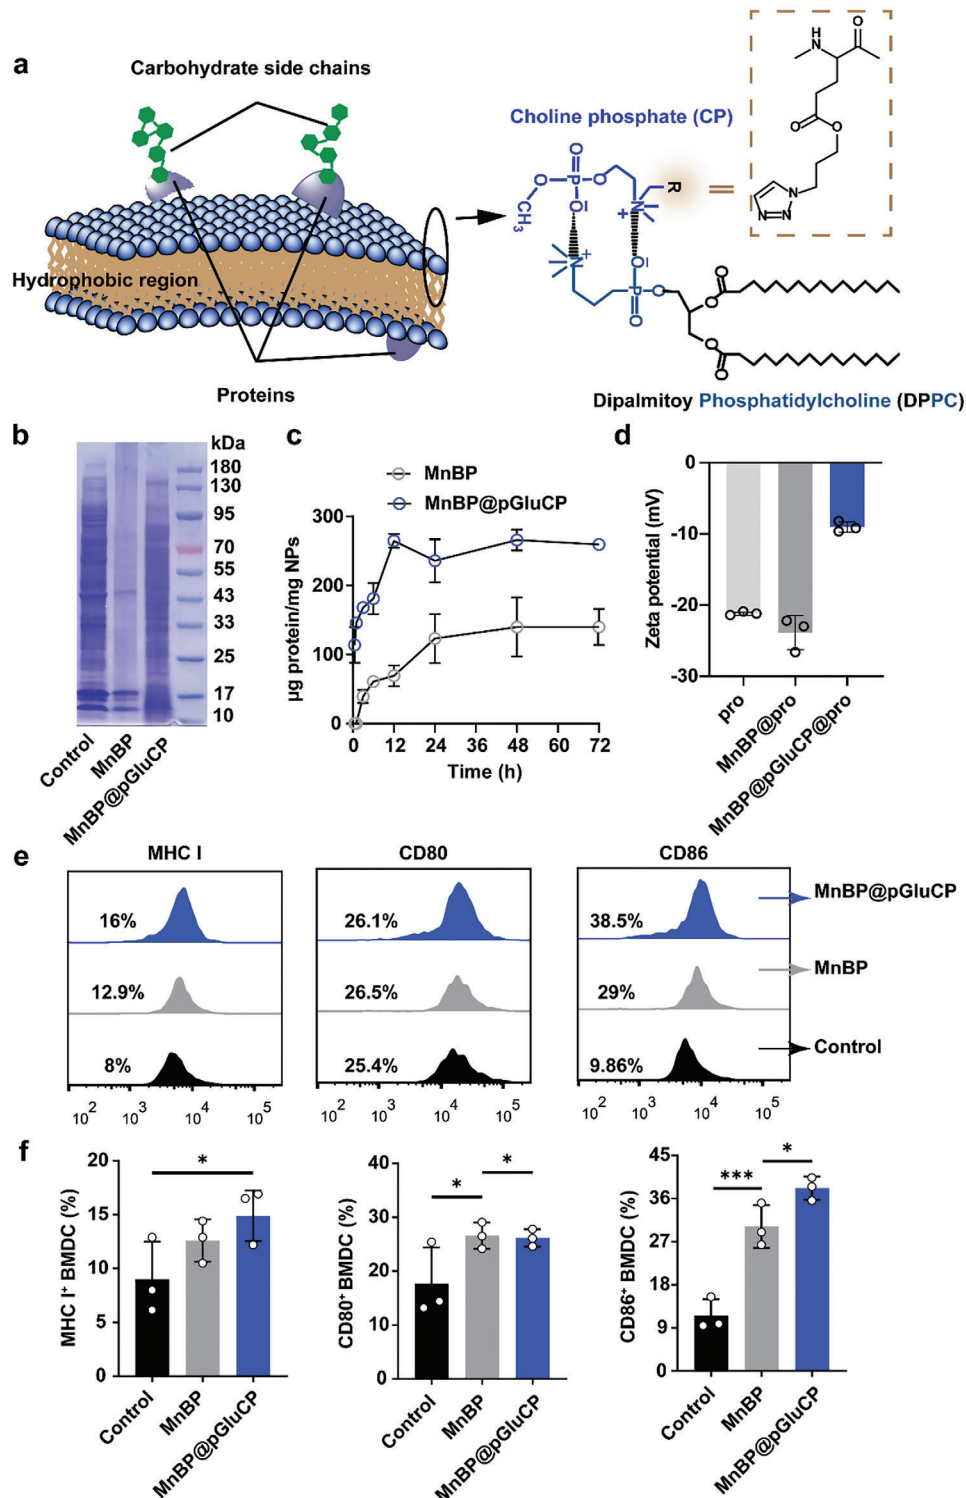 a
Carbohydrate side chains
Hydrophobic region
Proteins
Choline phosphate (CP)
H
N
O
O
O
N
N=N
O
P
O
O
CH3
N
+
R
=
N
+
O
P
O
O
O
O
O
O
Dipalmitoy Phosphatidylcholine (DPPC)
b
kDa
180
130
95
70
55
43
33
25
17
10
Control
MnBP
MnBP@pGluCP
c
MnBP
MnBP@pGluCP
µg protein/mg NPs
300
200
100
0
0 12 24 36 48 60 72
Time (h)
d
Zeta potential (mV)
0
-10
-20
-30
pro
MnBP@pro
MnBP@pGluCP@pro
e
MHC I
CD80
CD86
16%
26.1%
38.5%
MnBP@pGluCP
12.9%
26.5%
29%
MnBP
8%
25.4%
9.86%
Control
10^2 10^3 10^4 10^5
10^2 10^3 10^4 10^5
10^2 10^3 10^4 10^5
f
MHC I+ BMDC (%)
20
15
10
5
0
*
Control
MnBP
MnBP@pGluCP
CD80+ BMDC (%)
40
30
20
10
0
*
*
Control
MnBP
MnBP@pGluCP
CD86+ BMDC (%)
45
36
27
18
9
0
***
*
Control
MnBP
MnBP@pGluCP